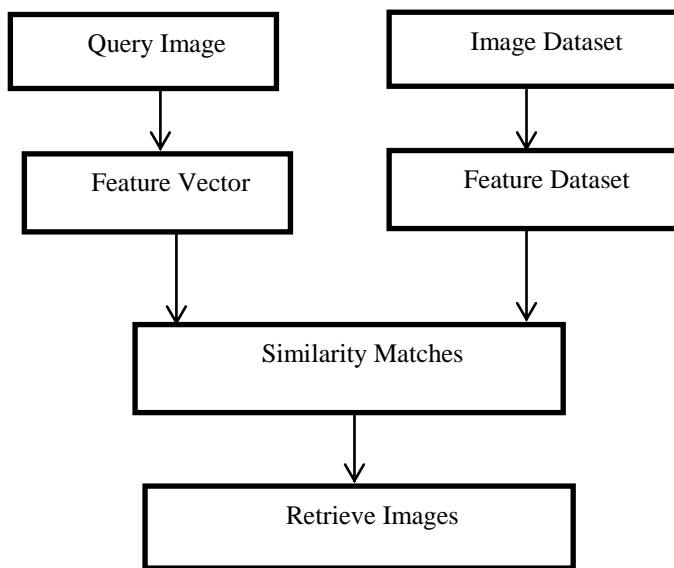 Query Image
Image Dataset
Feature Vector
Feature Dataset
Similarity Matches
Retrieve Images